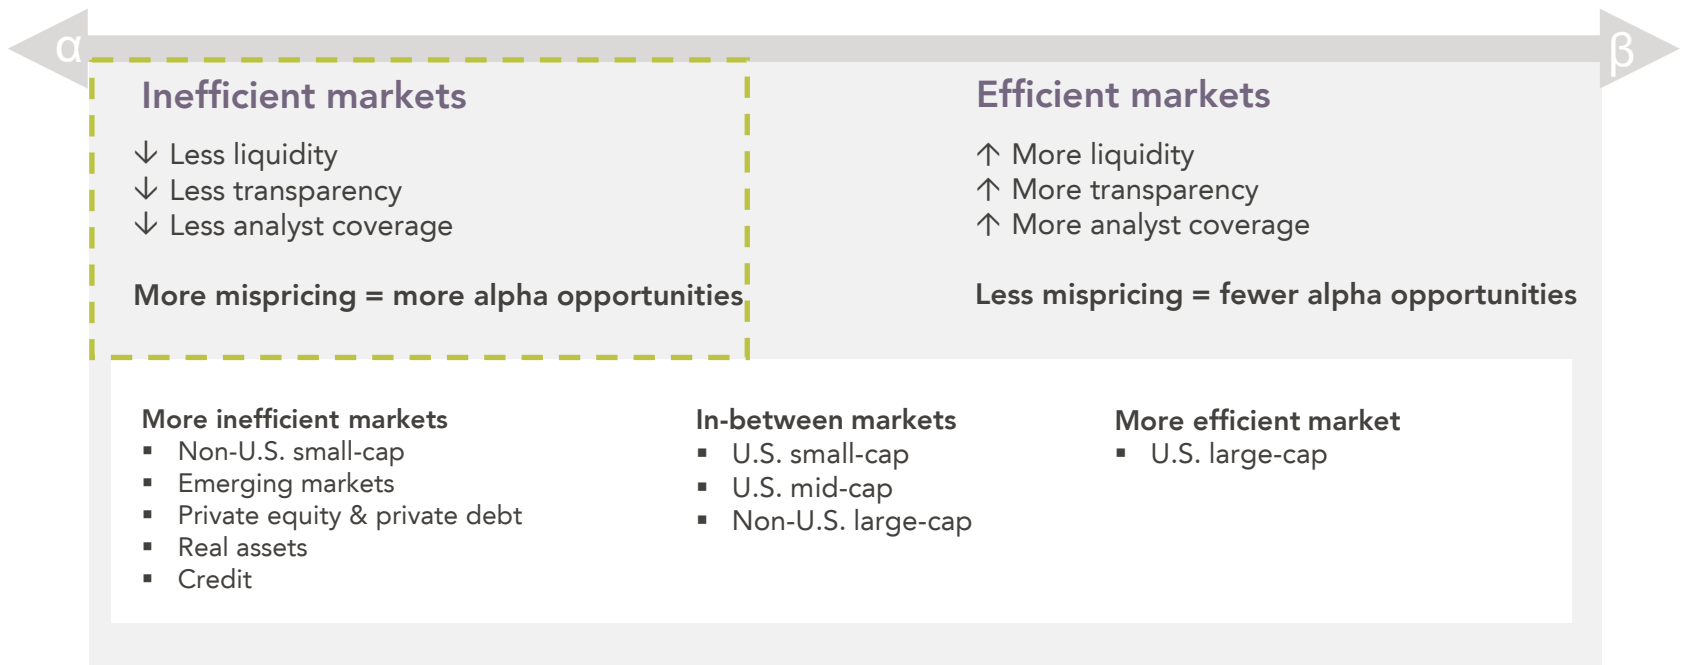 α
β
Inefficient markets
↓ Less liquidity
↓ Less transparency
↓ Less analyst coverage
More mispricing = more alpha opportunities
Efficient markets
↑ More liquidity
↑ More transparency
↑ More analyst coverage
Less mispricing = fewer alpha opportunities
More inefficient markets
▪ Non-U.S. small-cap
▪ Emerging markets
▪ Private equity & private debt
▪ Real assets
▪ Credit
In-between markets
▪ U.S. small-cap
▪ U.S. mid-cap
▪ Non-U.S. large-cap
More efficient market
▪ U.S. large-cap